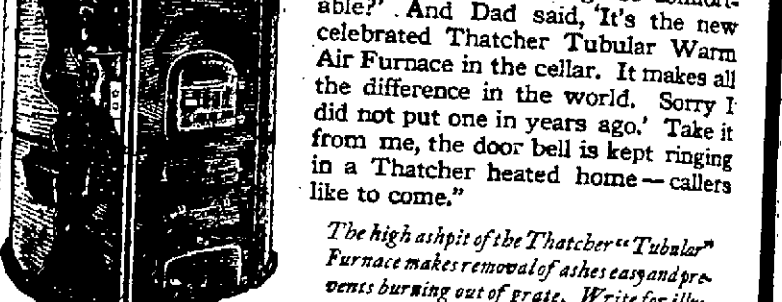 able?' And Dad said, 'It's the new
celebrated Thatcher Tubular Warm
Air Furnace in the cellar. It makes all
the difference in the world. Sorry I
did not put one in years ago.' Take it
from me, the door bell is kept ringing
in a Thatcher heated home — callers
like to come."
The high ashpit of the Thatcher "Tubular"
Furnace makes removal of ashes easy and pre-
vents burning out of grate. Write for illu-